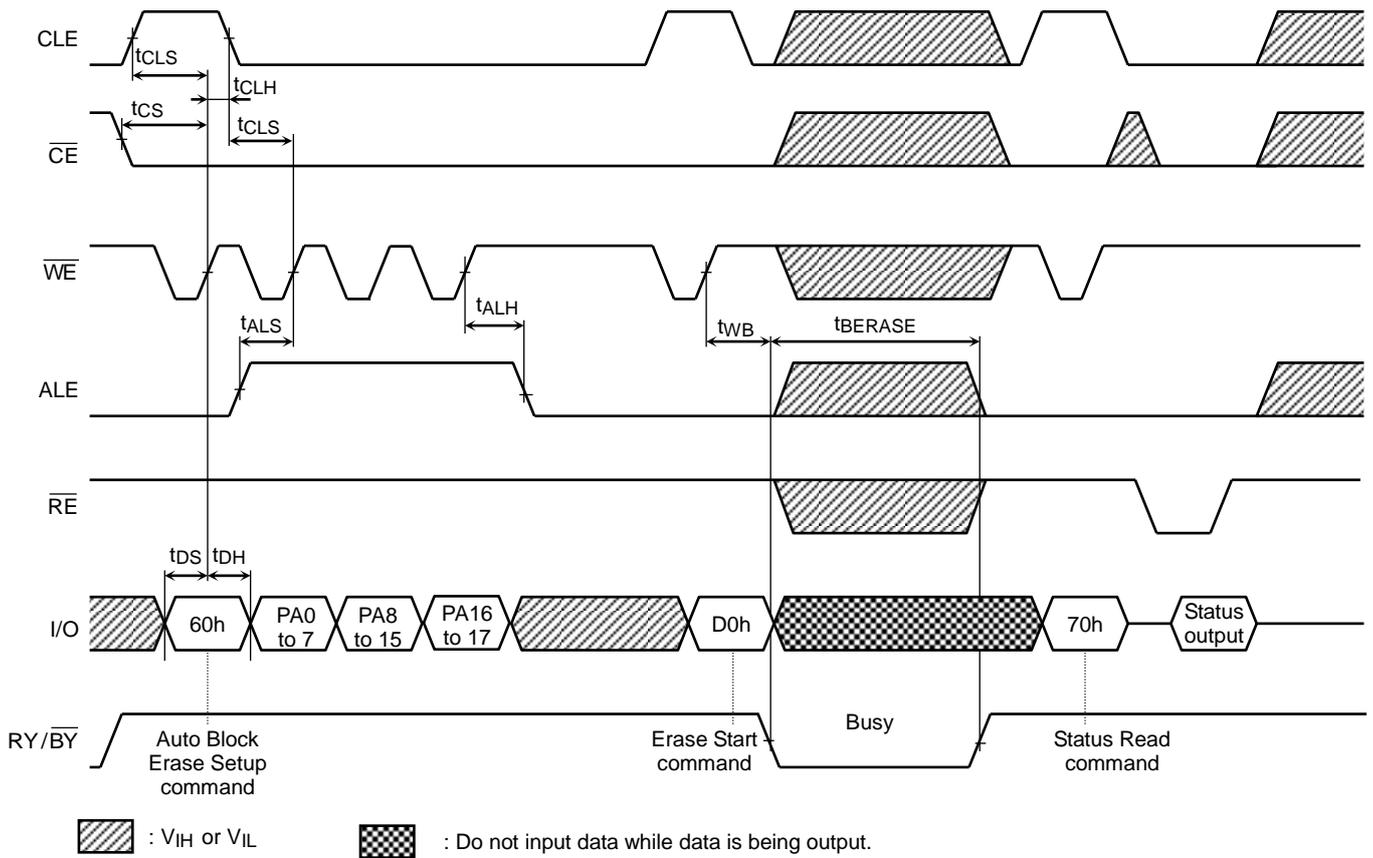 CLE
tCLS
tCLH
tCS
tCLS
CE
WE
tALH
tALS
tWB
tBERASE
ALE
RE
tDS
tDH
I/O
60h
PA0
to 7
PA8
to 15
PA16
to 17
D0h
70h
Status
output
RY/BY
Busy
Auto Block
Erase Setup
command
Erase Start
command
Status Read
command
: VIH or VIL
: Do not input data while data is being output.